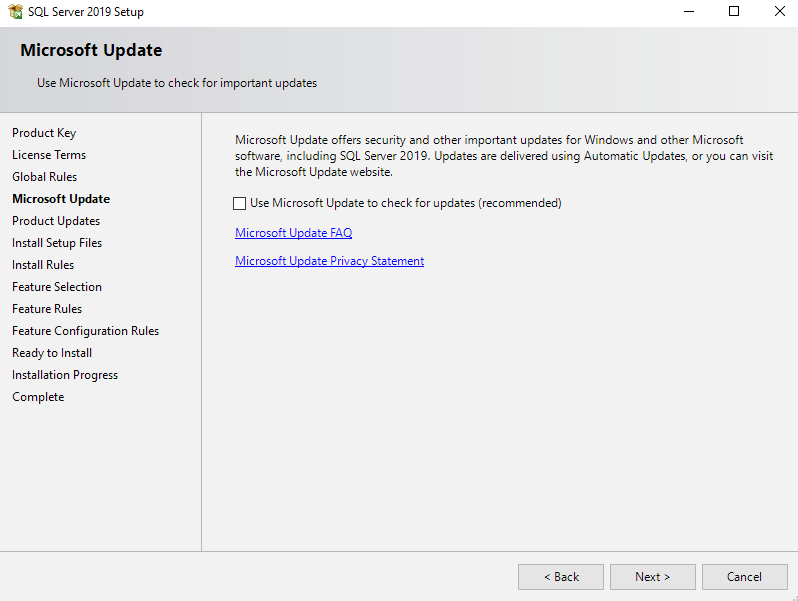 SQL Server 2019 Setup
Microsoft Update
Use Microsoft Update to check for important updates
Product Key
License Terms
Global Rules
Microsoft Update
Product Updates
Install Setup Files
Install Rules
Feature Selection
Feature Rules
Feature Configuration Rules
Ready to Install
Installation Progress
Complete
Microsoft Update offers security and other important updates for Windows and other Microsoft
software, including SQL Server 2019. Updates are delivered using Automatic Updates, or you can visit
the Microsoft Update website.
Use Microsoft Update to check for updates (recommended)
Microsoft Update FAQ
Microsoft Update Privacy Statement
< Back
Next >
Cancel